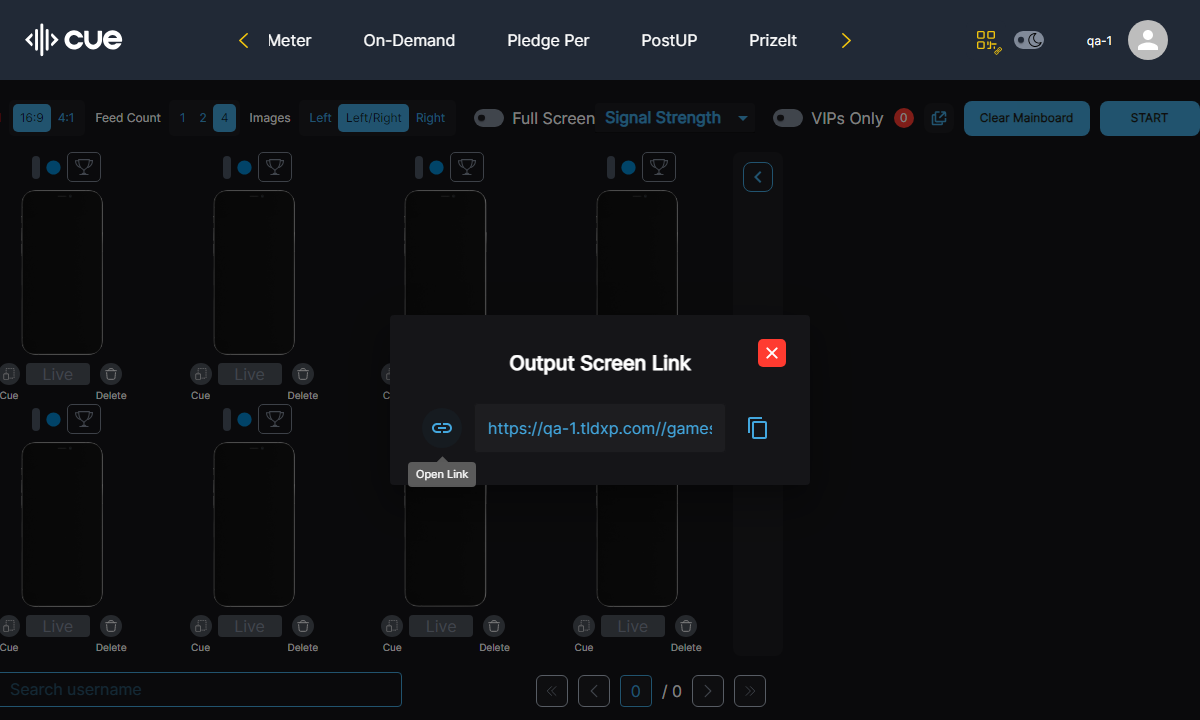 cue
Meter On-Demand Pledge Per PostUP PrizeIt
qa-1
16:9 4:1 Feed Count 1 2 4 Images Left Left/Right Right Full Screen Signal Strength VIPs Only 0 Clear Mainboard START
Live Live
Cue Delete Cue Delete
Output Screen Link
https://qa-1.tldxp.com//games
Open Link
Live Live Live Live
Cue Delete Cue Delete Cue Delete Cue Delete
Search username
0 / 0